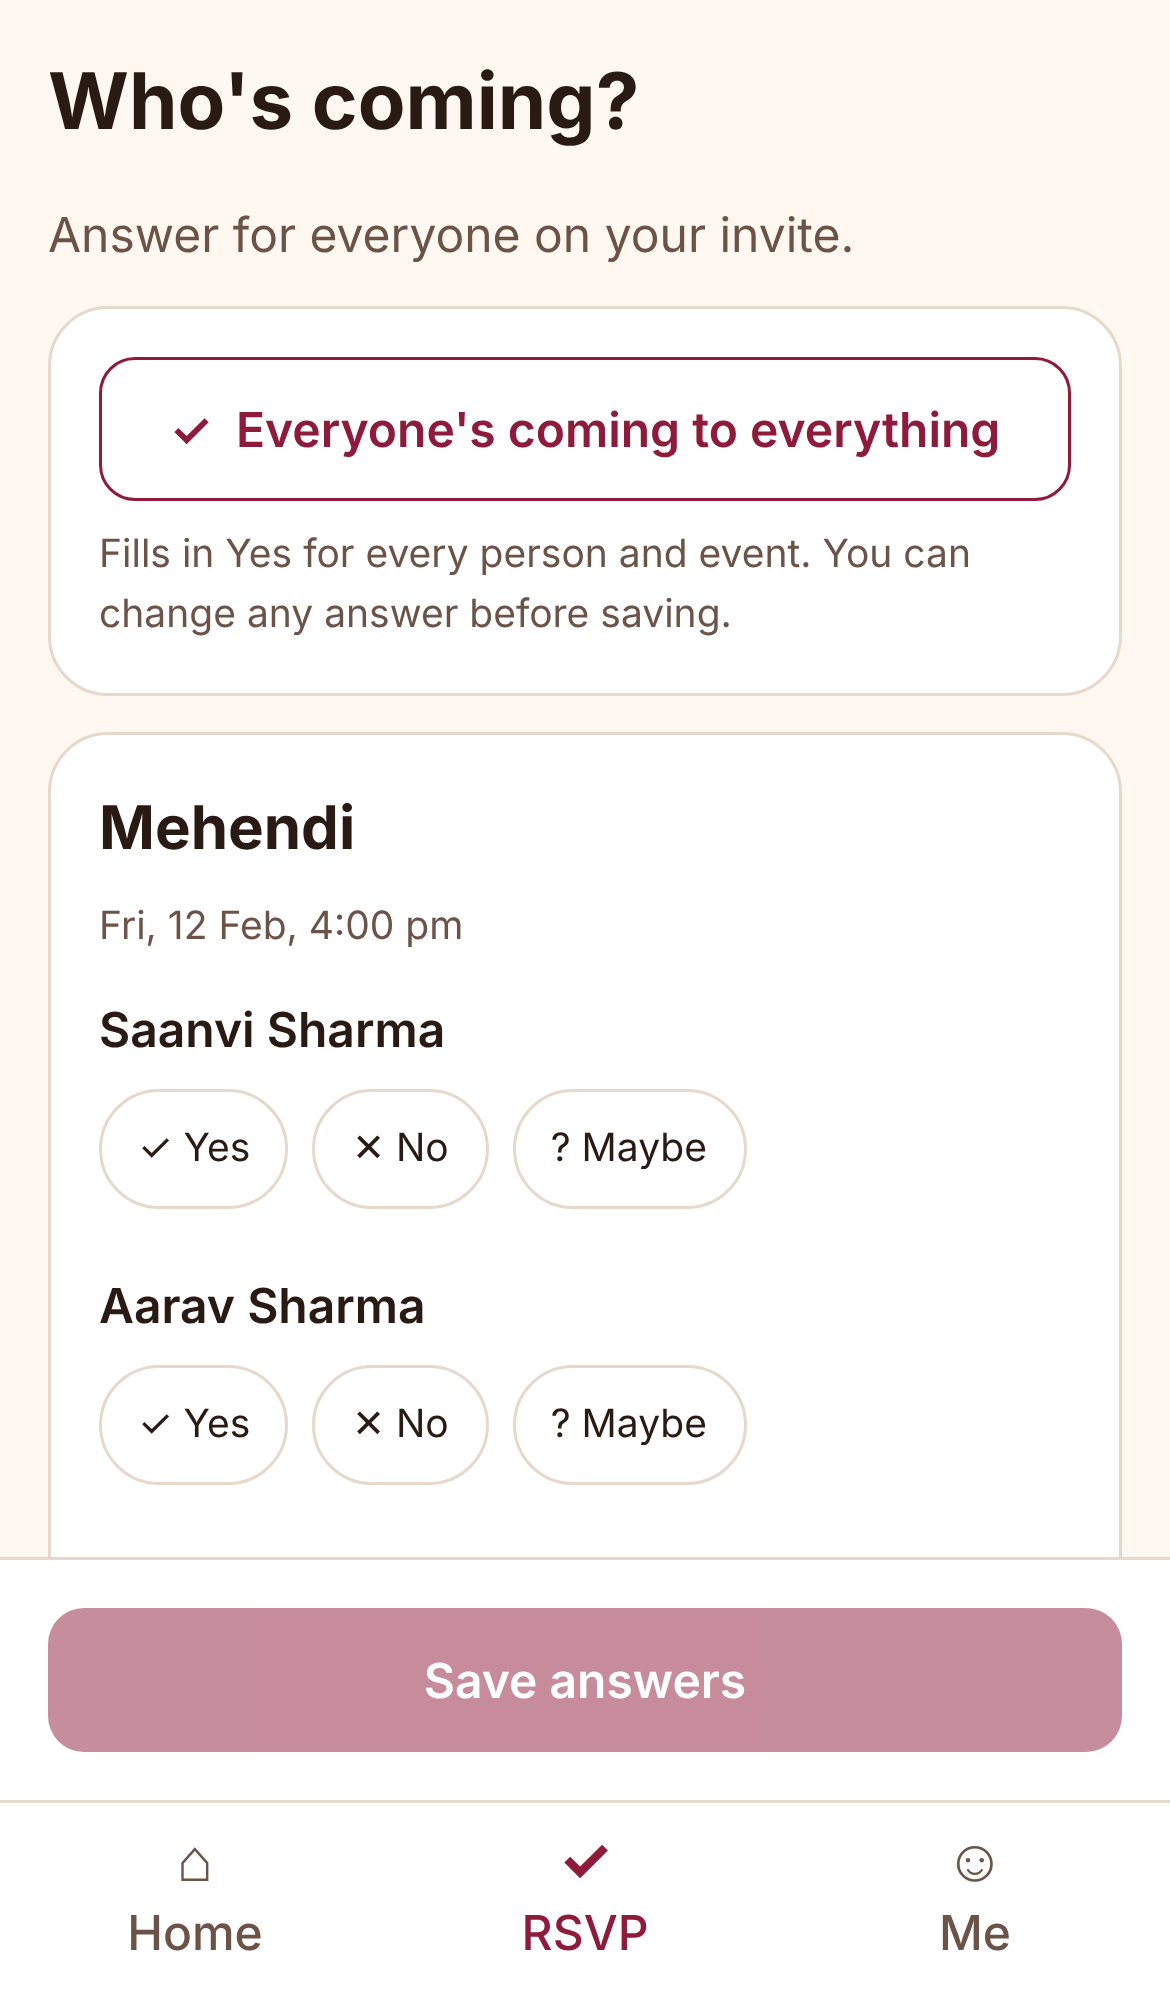 Who's coming?
Answer for everyone on your invite.
✓ Everyone's coming to everything
Fills in Yes for every person and event. You can
change any answer before saving.
Mehendi
Fri, 12 Feb, 4:00 pm
Saanvi Sharma
✓ Yes ✕ No ? Maybe
Aarav Sharma
✓ Yes ✕ No ? Maybe
Save answers
Home RSVP Me